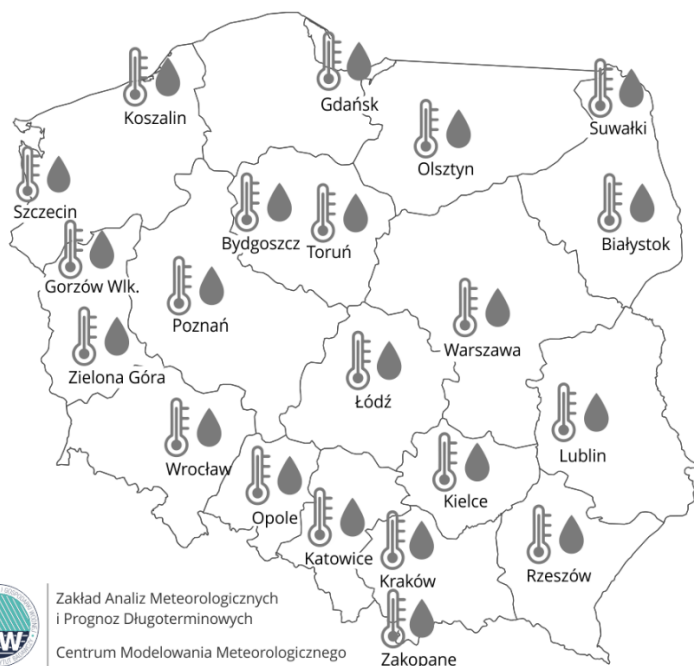 Koszalin
Gdańsk
Suwałki
Olsztyn
Szczecin
Bydgoszcz
Toruń
Białystok
Gorzów Wlk.
Poznań
Warszawa
Zielona Góra
Łódź
Lublin
Wrocław
Kielce
Opole
Katowice
Kraków
Rzeszów
Zakopane
W
Zakład Analiz Meteorologicznych
i Prognoz Długoterminowych
Centrum Modelowania Meteorologicznego